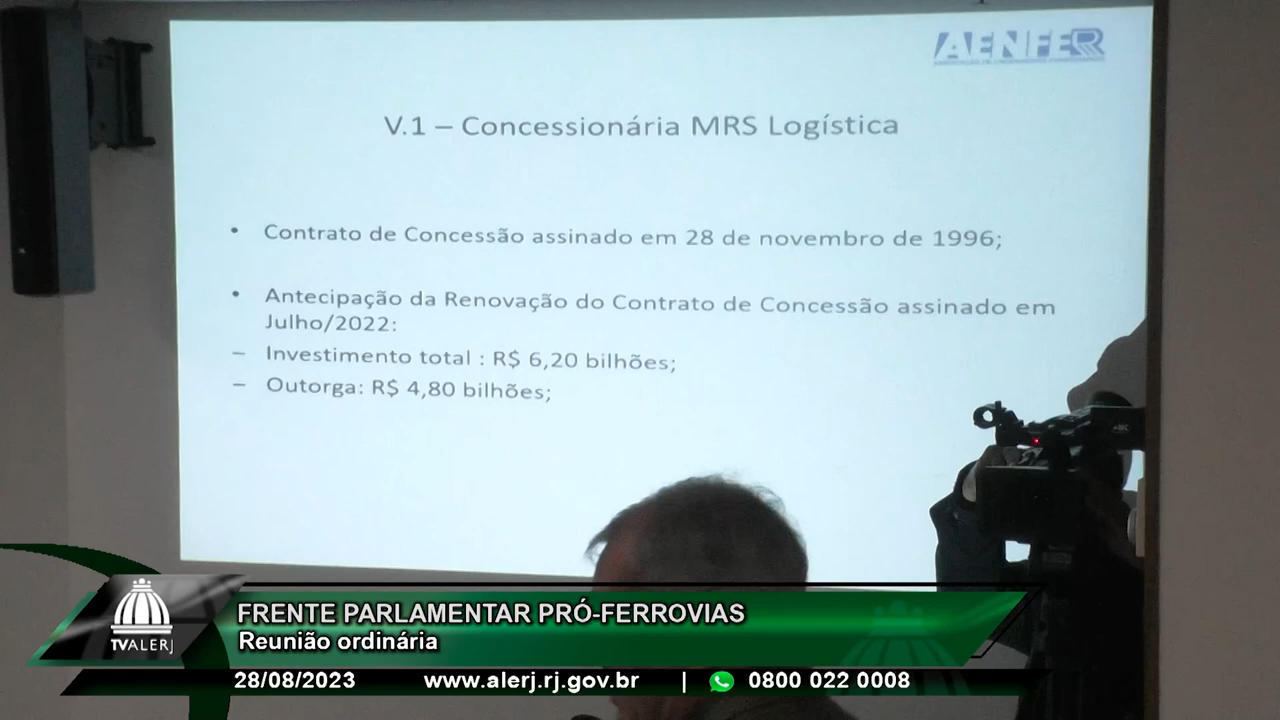 AENFER
V.1 – Concessionária MRS Logística
• Contrato de Concessão assinado em 28 de novembro de 1996;
• Antecipação da Renovação do Contrato de Concessão assinado em
Julho/2022:
– Investimento total : R$ 6,20 bilhões;
– Outorga: R$ 4,80 bilhões;
4K
FRENTE PARLAMENTAR PRÓ-FERROVIAS
Reunião ordinária
TVALERJ
28/08/2023 www.alerj.rj.gov.br | 0800 022 0008